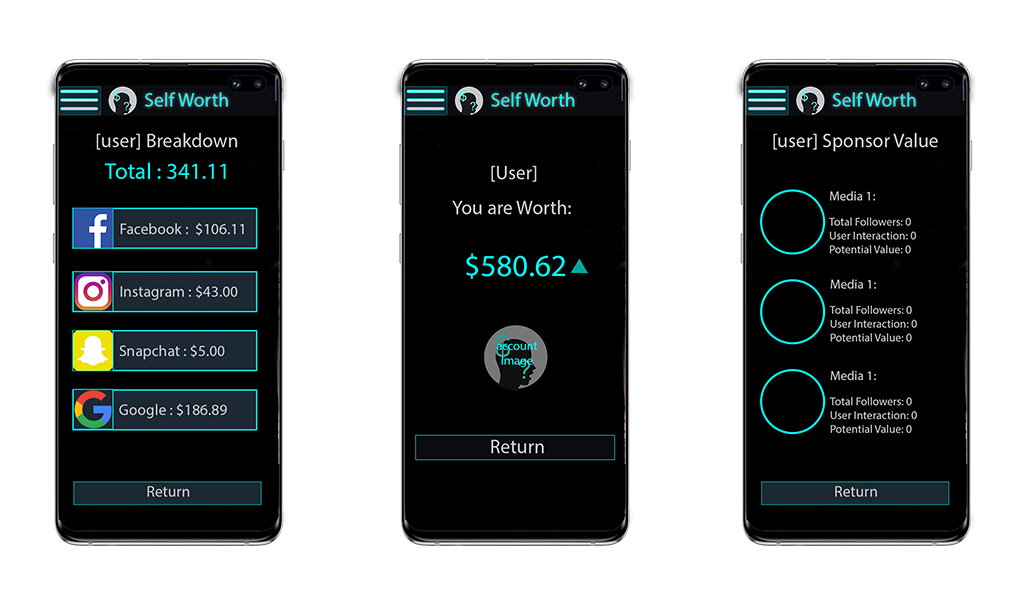 Self Worth
[user] Breakdown
Total : 341.11
Facebook : $106.11
Instagram : $43.00
Snapchat : $5.00
Google : $186.89
Return
Self Worth
[User]
You are Worth:
$580.62
account
image
Return
Self Worth
[user] Sponsor Value
Media 1:
Total Followers: 0
User Interaction: 0
Potential Value: 0
Media 1:
Total Followers: 0
User Interaction: 0
Potential Value: 0
Media 1:
Total Followers: 0
User Interaction: 0
Potential Value: 0
Return